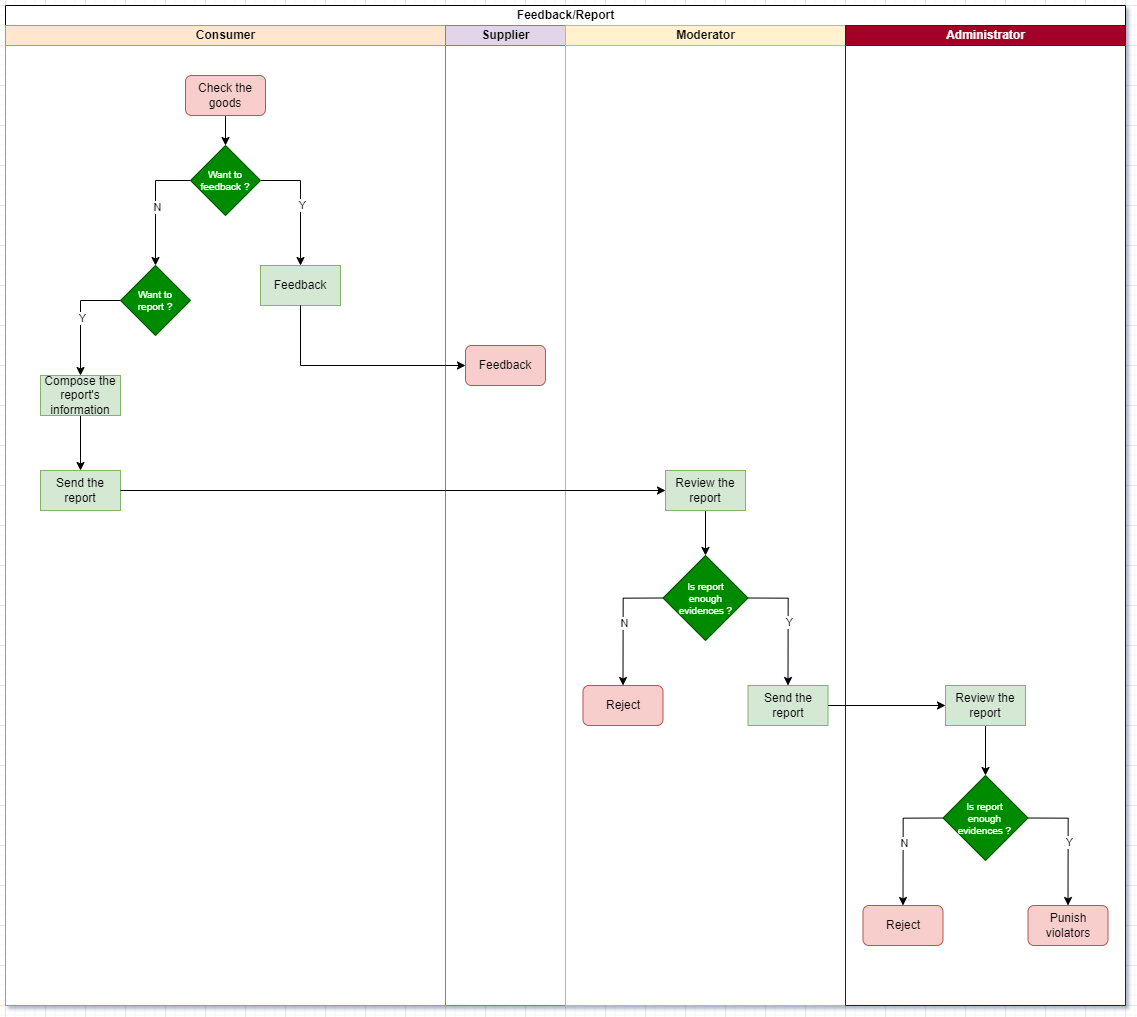 Feedback/Report
Consumer
Supplier
Moderator
Administrator
Check the
goods
Want to
feedback ?
N
Y
Want to
report ?
Feedback
Y
Feedback
Compose the
report's
information
Send the
report
Review the
report
Is report
enough
evidences ?
N
Y
Reject
Send the
report
Review the
report
Is report
enough
evidences ?
N
Y
Reject
Punish
violators